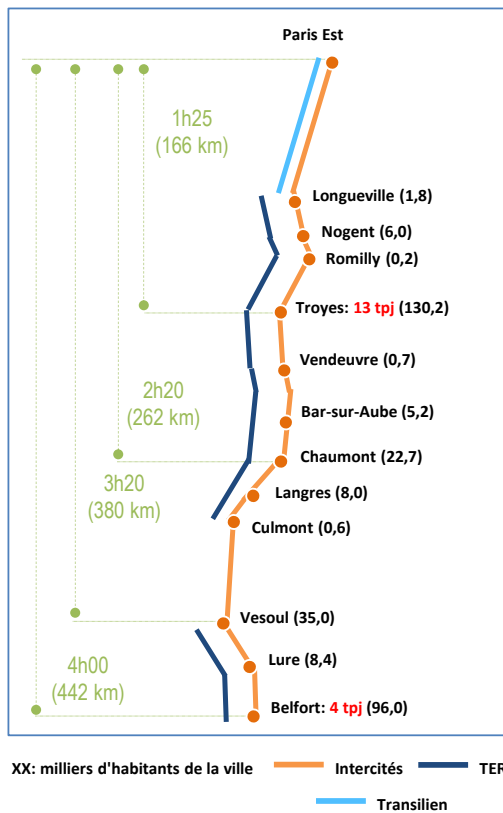 Paris Est
1h25
(166 km)
Longueville (1,8)
Nogent (6,0)
Romilly (0,2)
Troyes: 13 tpj (130,2)
Vendeuvre (0,7)
2h20
(262 km)
Bar-sur-Aube (5,2)
Chaumont (22,7)
3h20
(380 km)
Langres (8,0)
Culmont (0,6)
Vesoul (35,0)
4h00
(442 km)
Lure (8,4)
Belfort: 4 tpj (96,0)
XX: milliers d'habitants de la ville
Intercités
TER
Transilien